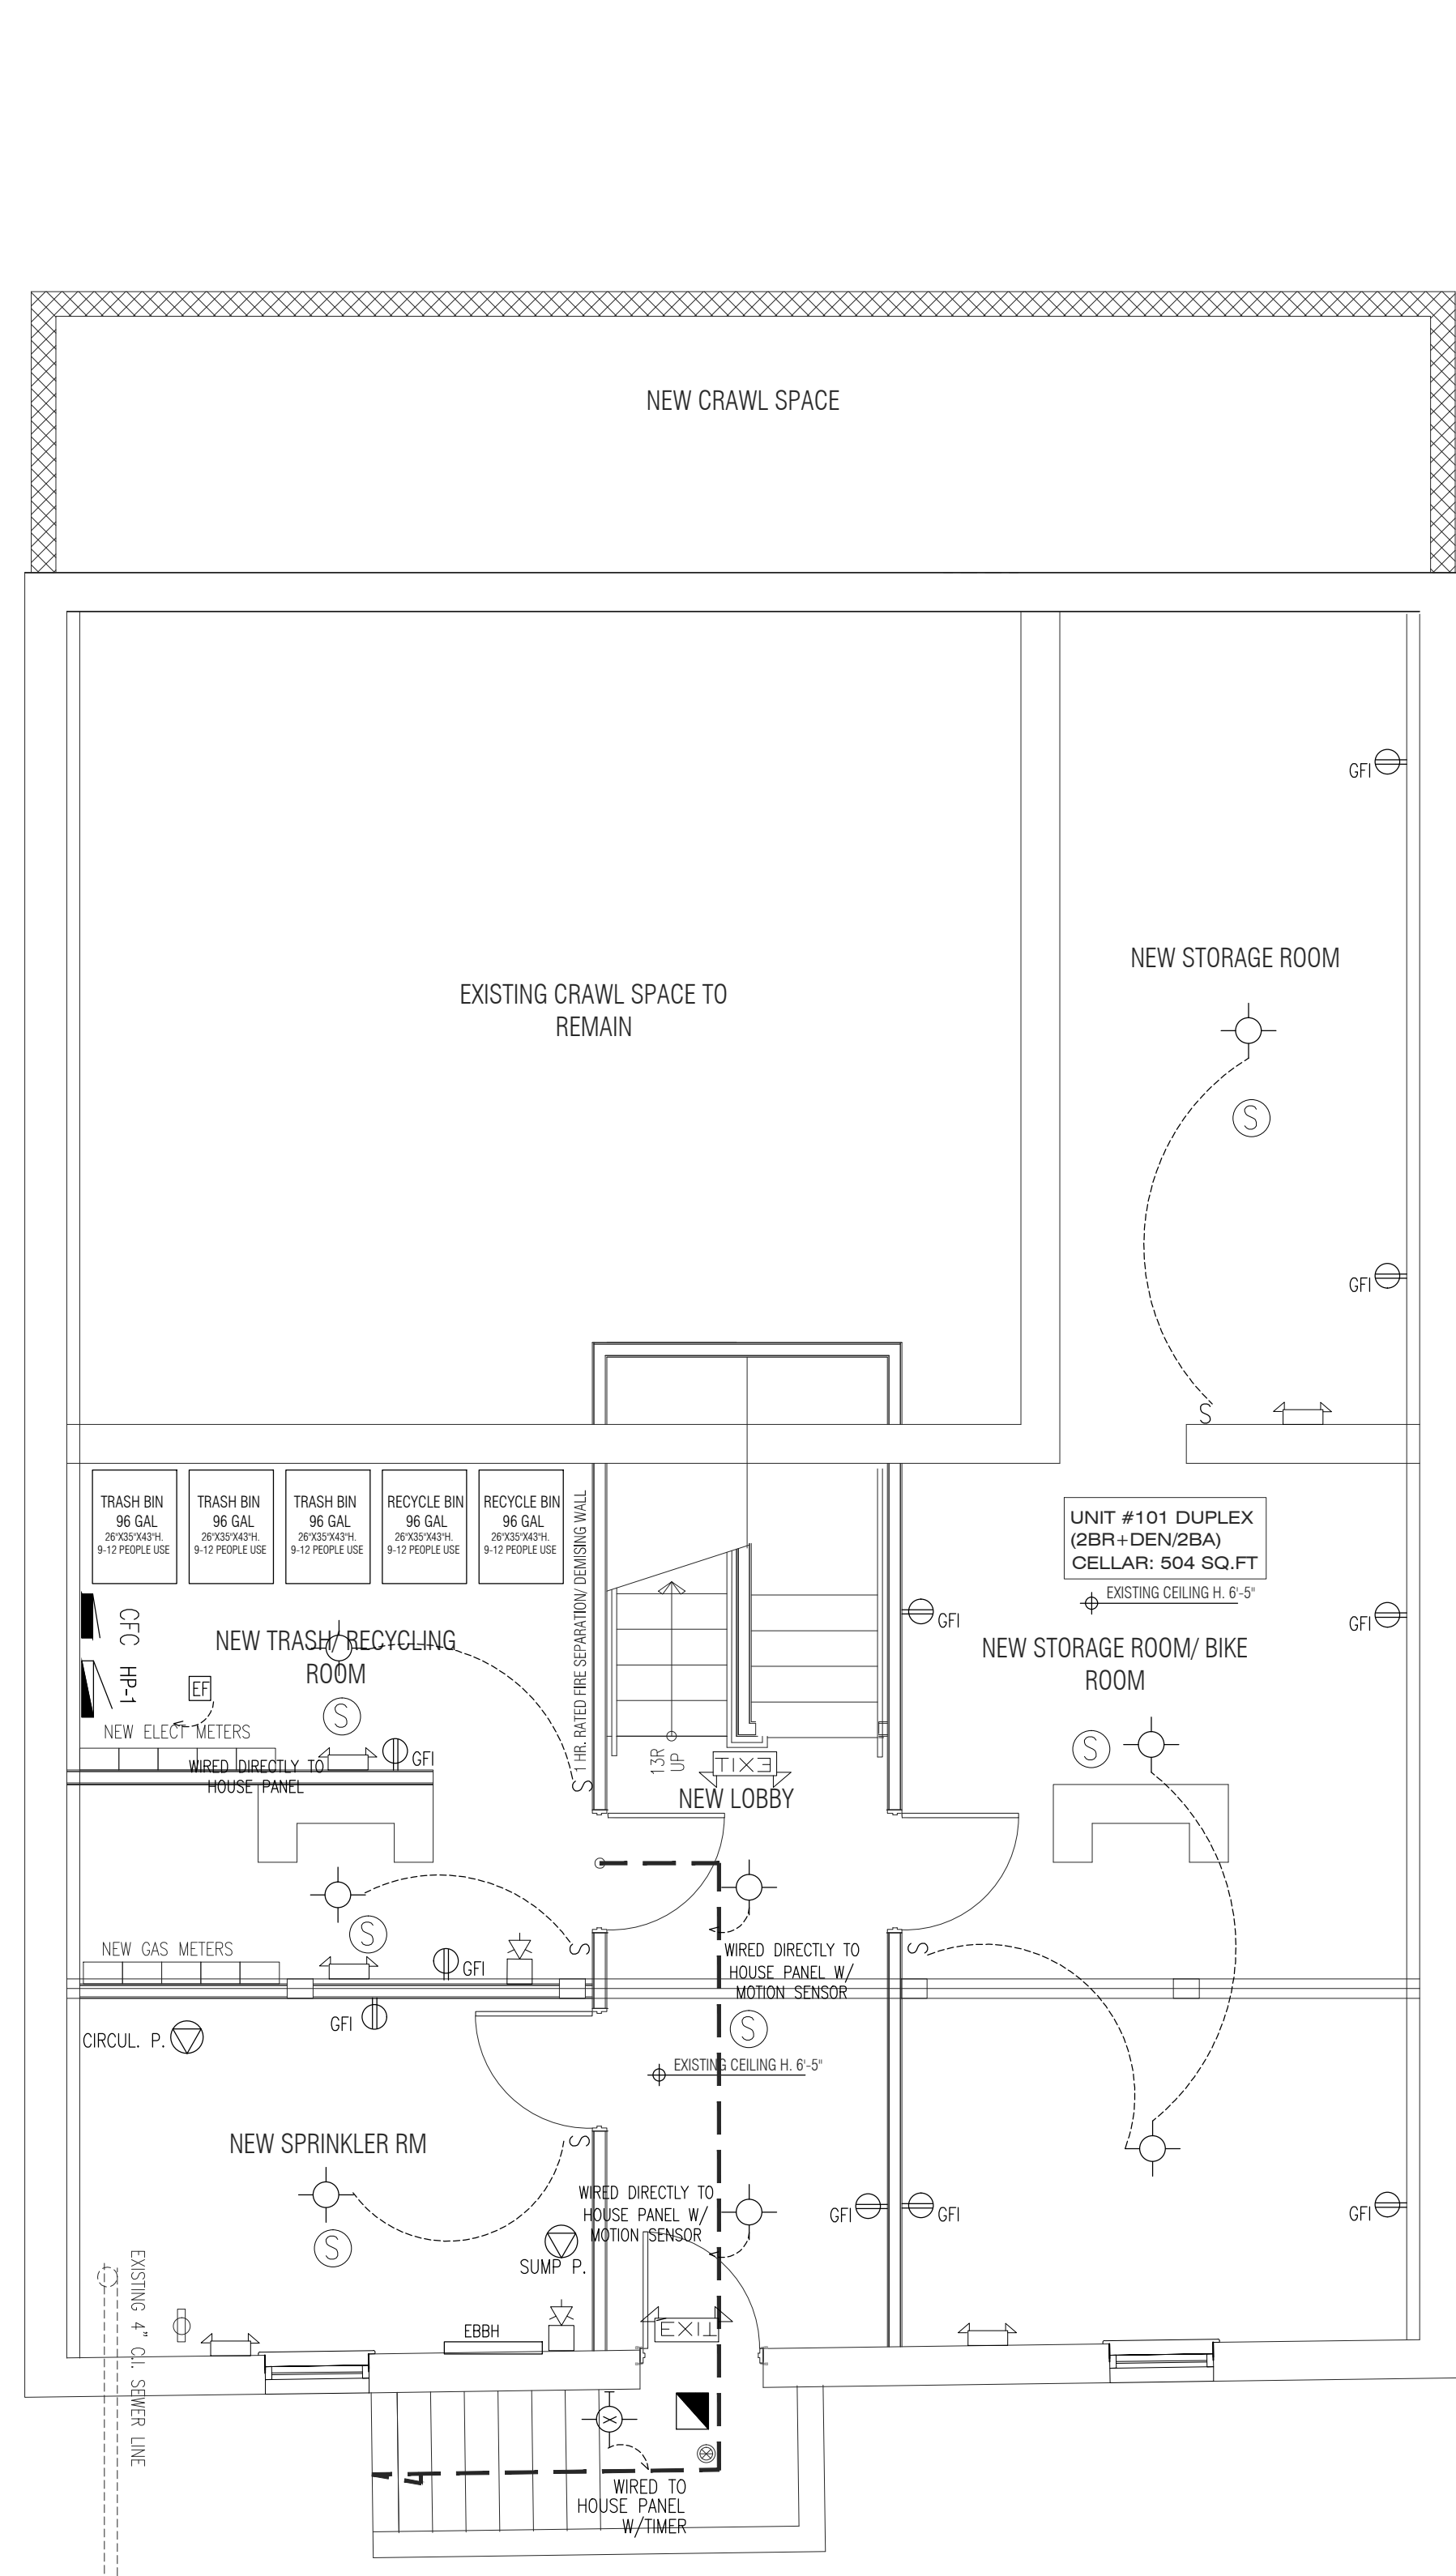 NEW CRAWL SPACE
GFI
NEW STORAGE ROOM
EXISTING CRAWL SPACE TO
REMAIN
S
GFI
S
TRASH BIN
96 GAL
26"X35"X43"H.
9-12 PEOPLE USE
TRASH BIN
96 GAL
26"X35"X43"H.
9-12 PEOPLE USE
TRASH BIN
96 GAL
26"X35"X43"H.
9-12 PEOPLE USE
RECYCLE BIN
96 GAL
26"X35"X43"H.
9-12 PEOPLE USE
RECYCLE BIN
96 GAL
26"X35"X43"H.
9-12 PEOPLE USE
1 HR. RATED FIRE SEPARATION/ DEMISING WALL
UNIT #101 DUPLEX
(2BR+DEN/2BA)
CELLAR: 504 SQ.FT
EXISTING CEILING H. 6'-5"
CFC
HP-1
GFI
GFI
NEW TRASH/ RECYCLING
ROOM
NEW STORAGE ROOM/ BIKE
ROOM
EF
S
S
NEW ELECT METERS
GFI
WIRED DIRECTLY TO
HOUSE PANEL
S
13R
UP
EXIT
NEW LOBBY
S
NEW GAS METERS
GFI
S
S
WIRED DIRECTLY TO
HOUSE PANEL W/
MOTION SENSOR
GFI
CIRCUL. P.
S
EXISTING CEILING H. 6'-5"
NEW SPRINKLER RM
S
S
WIRED DIRECTLY TO
HOUSE PANEL W/
MOTION SENSOR
GFI
GFI
GFI
SUMP P.
EXISTING 4" C.I. SEWER LINE
EBBH
EXIT
WIRED TO
HOUSE PANEL
W/TIMER